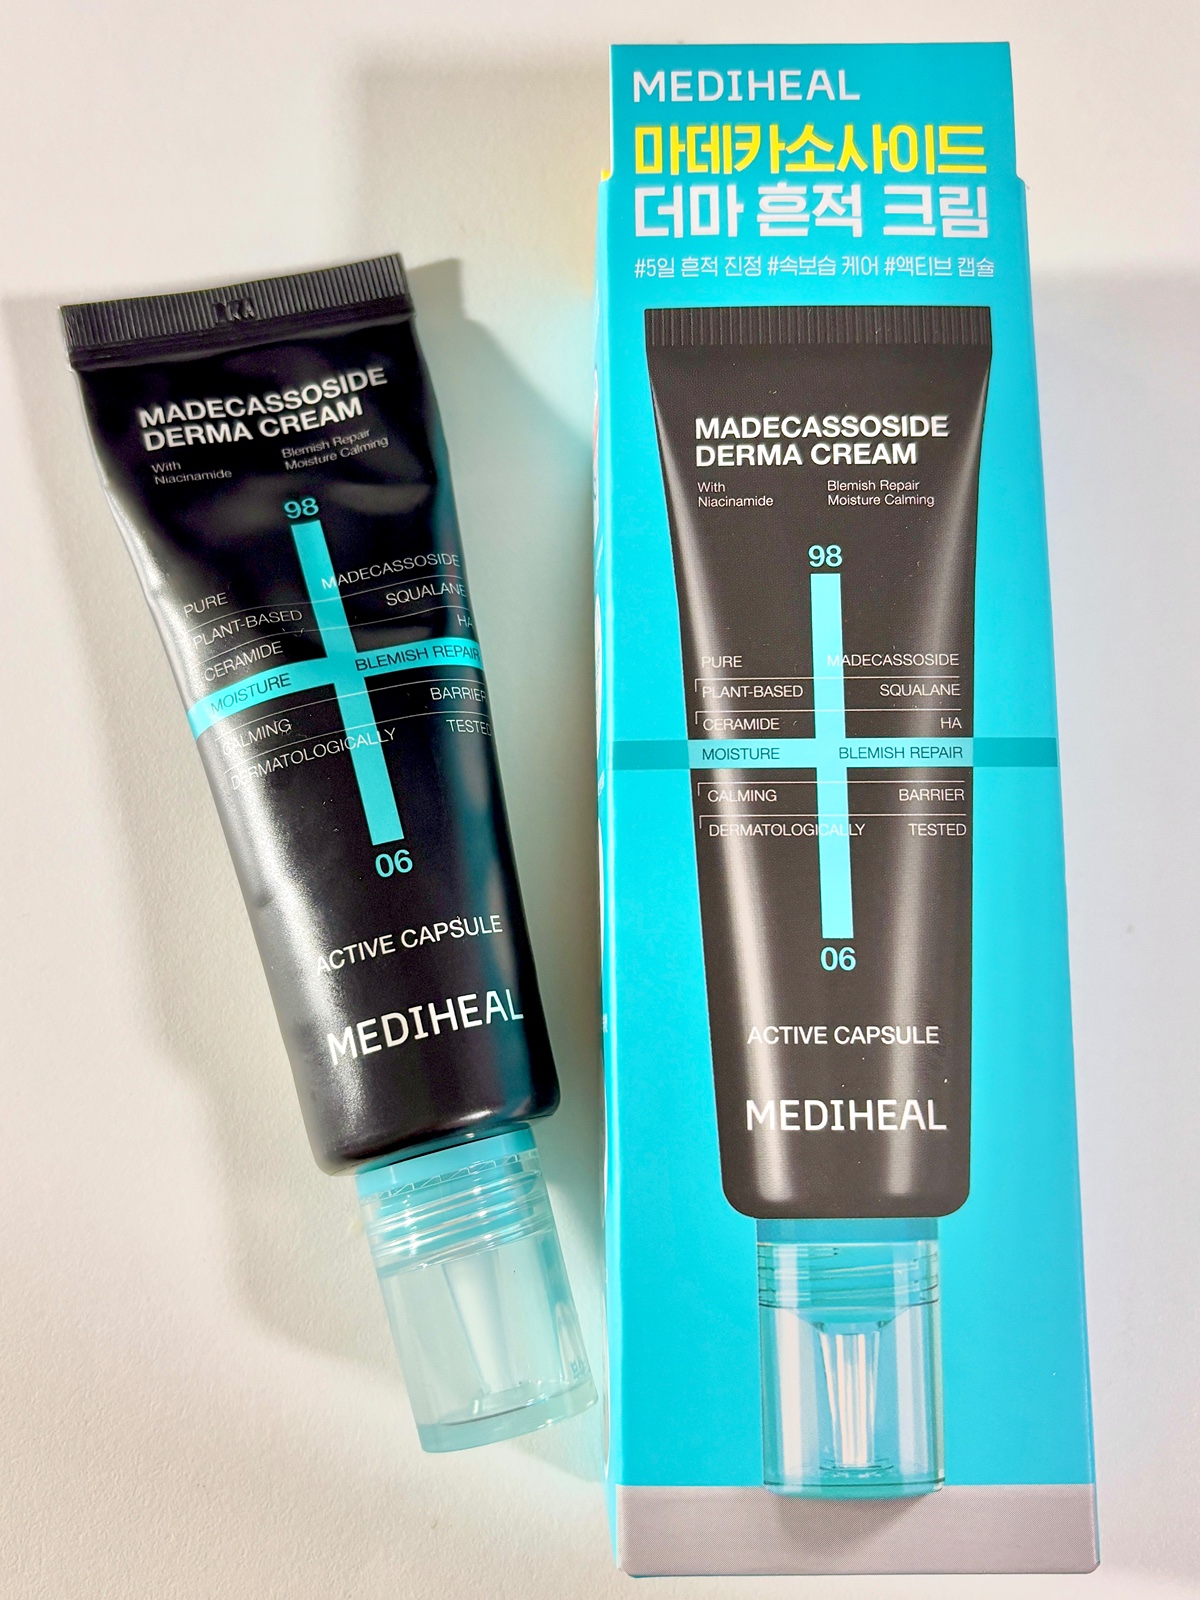 MADECASSOSIDE
DERMA CREAM
With
Niacinamide
Blemish Repair
Moisture Calming
98
PURE MADECASSOSIDE
PLANT-BASED SQUALANE
CERAMIDE HA
MOISTURE BLEMISH REPAIR
CALMING BARRIER
DERMATOLOGICALLY TESTED
06
ACTIVE CAPSULE
MEDIHEAL
MEDIHEAL
마데카소사이드
더마 흔적 크림
#5일 흔적 진정 #속보습 케어 #액티브 캡슐
MADECASSOSIDE
DERMA CREAM
With
Niacinamide
Blemish Repair
Moisture Calming
98
PURE MADECASSOSIDE
PLANT-BASED SQUALANE
CERAMIDE HA
MOISTURE BLEMISH REPAIR
CALMING BARRIER
DERMATOLOGICALLY TESTED
06
ACTIVE CAPSULE
MEDIHEAL